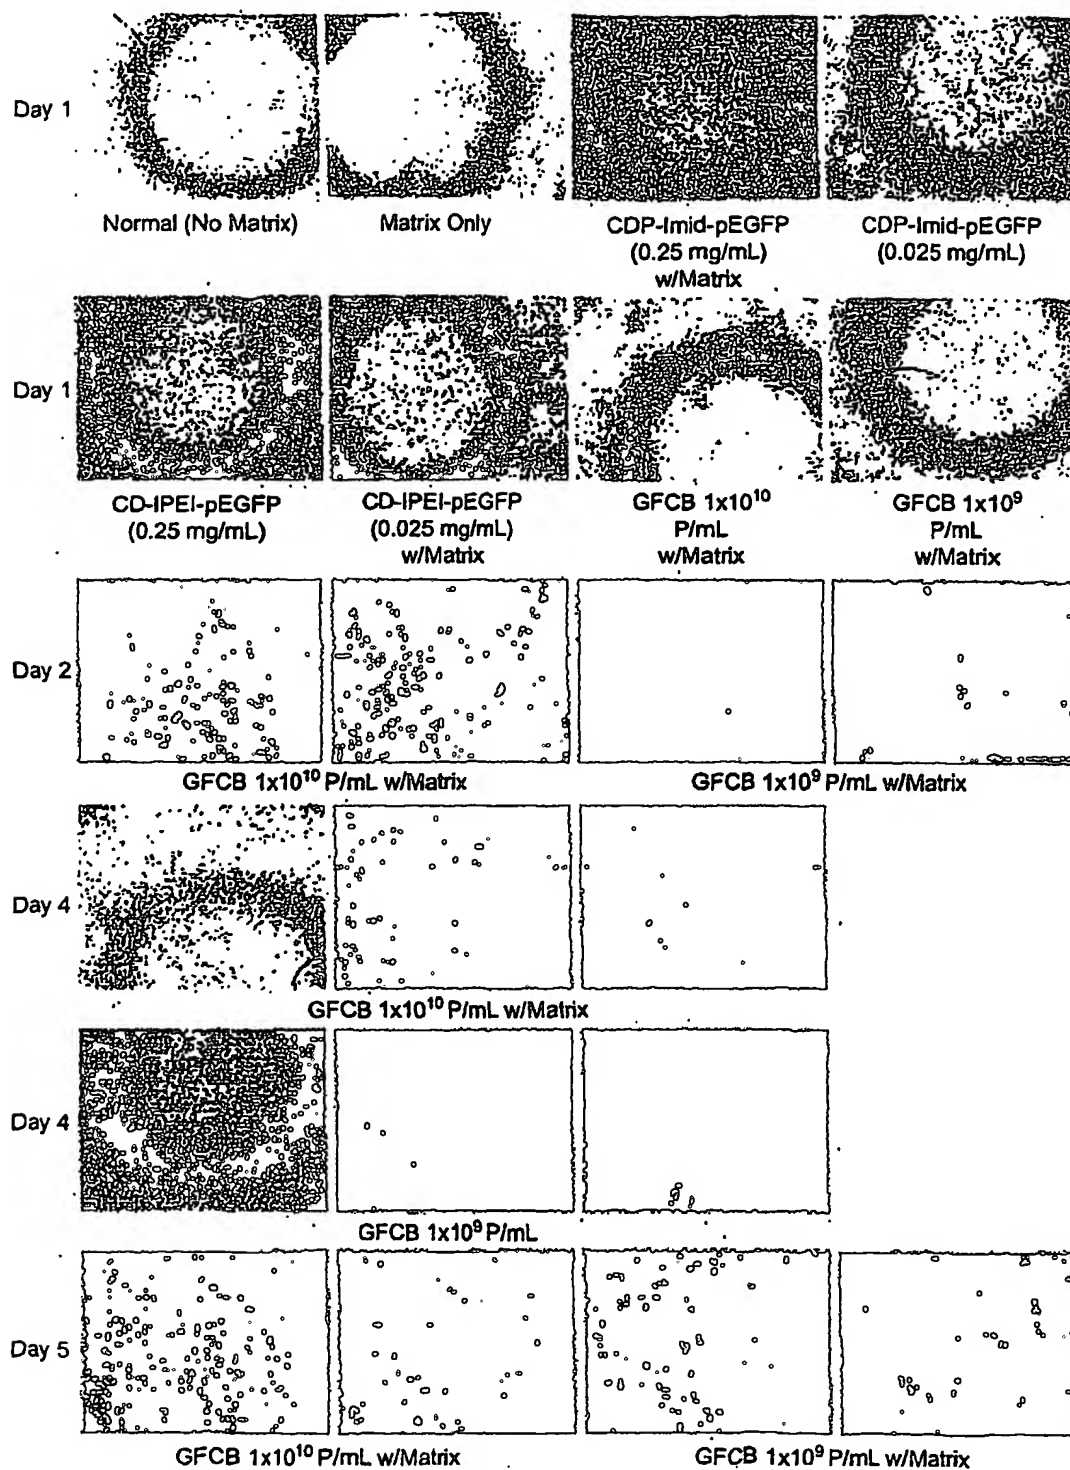 Day 1
Normal (No Matrix)
Matrix Only
CDP-Imid-pEGFP
(0.25 mg/mL)
w/Matrix
CDP-Imid-pEGFP
(0.025 mg/mL)
Day 1
CD-lPEI-pEGFP
(0.25 mg/mL)
CD-lPEI-pEGFP
(0.025 mg/mL)
w/Matrix
GFCB 1x10¹⁰
P/mL
w/Matrix
GFCB 1x10⁹
P/mL
w/Matrix
Day 2
GFCB 1x10¹⁰ P/mL w/Matrix
GFCB 1x10⁹ P/mL w/Matrix
Day 4
GFCB 1x10¹⁰ P/mL w/Matrix
Day 4
GFCB 1x10⁹ P/mL
Day 5
GFCB 1x10¹⁰ P/mL w/Matrix
GFCB 1x10⁹ P/mL w/Matrix